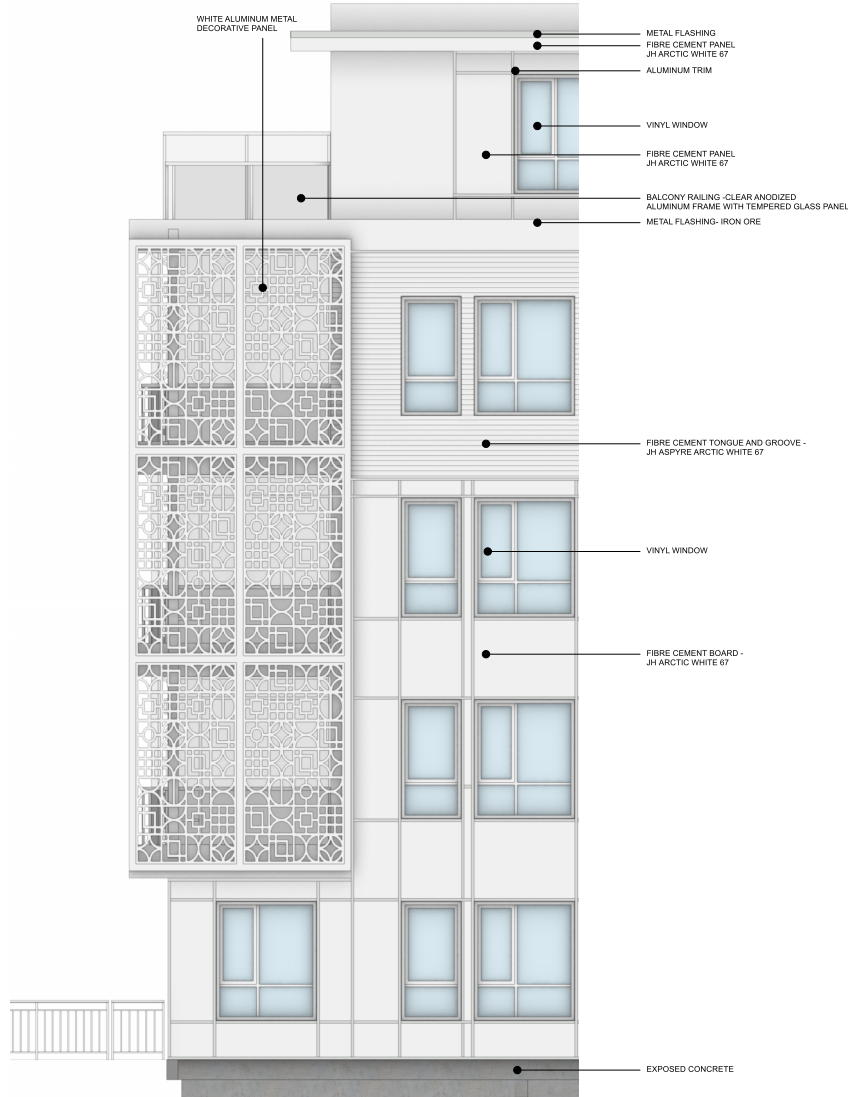 WHITE ALUMINUM METAL
DECORATIVE PANEL
METAL FLASHING
FIBRE CEMENT PANEL
JH ARCTIC WHITE 67
ALUMINUM TRIM
VINYL WINDOW
FIBRE CEMENT PANEL
JH ARCTIC WHITE 67
BALCONY RAILING -CLEAR ANODIZED
ALUMINUM FRAME WITH TEMPERED GLASS PANEL
METAL FLASHING- IRON ORE
FIBRE CEMENT TONGUE AND GROOVE -
JH ASPYRE ARCTIC WHITE 67
VINYL WINDOW
FIBRE CEMENT BOARD -
JH ARCTIC WHITE 67
EXPOSED CONCRETE